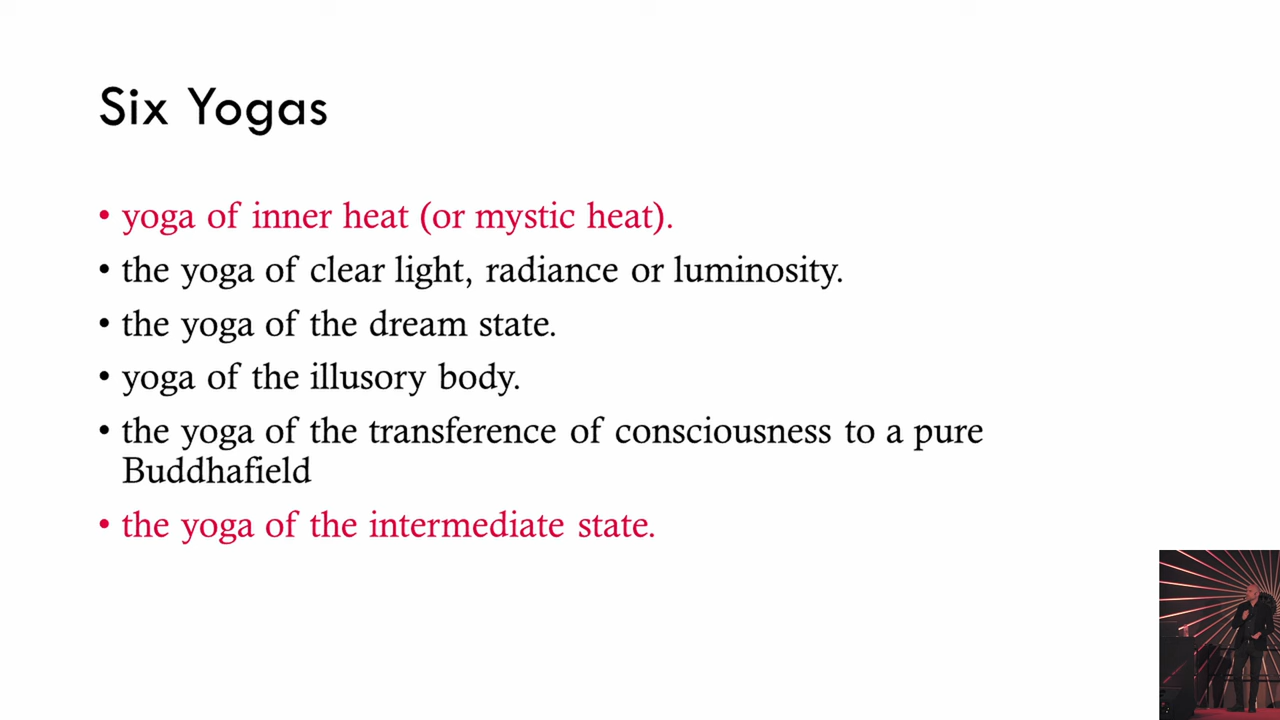 Six Yogas
• yoga of inner heat (or mystic heat).
• the yoga of clear light, radiance or luminosity.
• the yoga of the dream state.
• yoga of the illusory body.
• the yoga of the transference of consciousness to a pure
Buddhafield
• the yoga of the intermediate state.